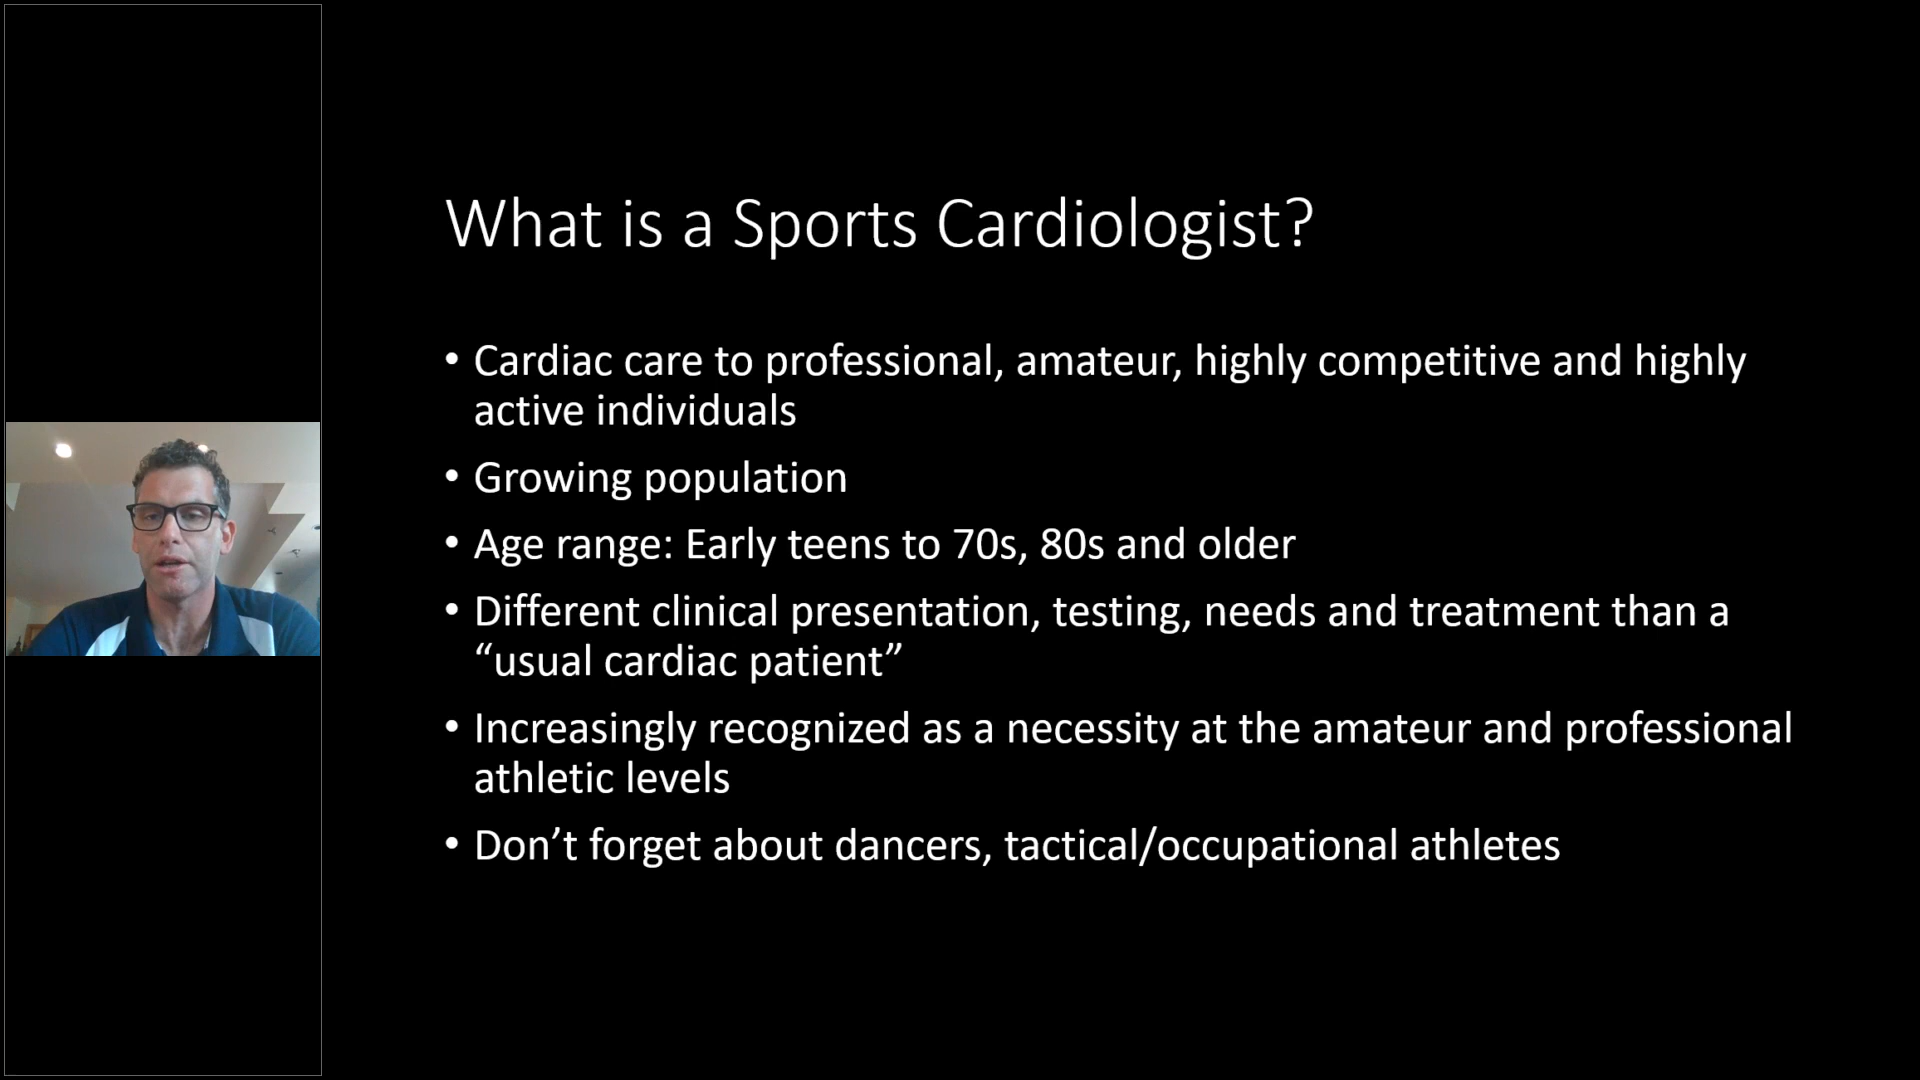 What is a Sports Cardiologist?
• Cardiac care to professional, amateur, highly competitive and highly
active individuals
• Growing population
• Age range: Early teens to 70s, 80s and older
• Different clinical presentation, testing, needs and treatment than a
“usual cardiac patient”
• Increasingly recognized as a necessity at the amateur and professional
athletic levels
• Don’t forget about dancers, tactical/occupational athletes